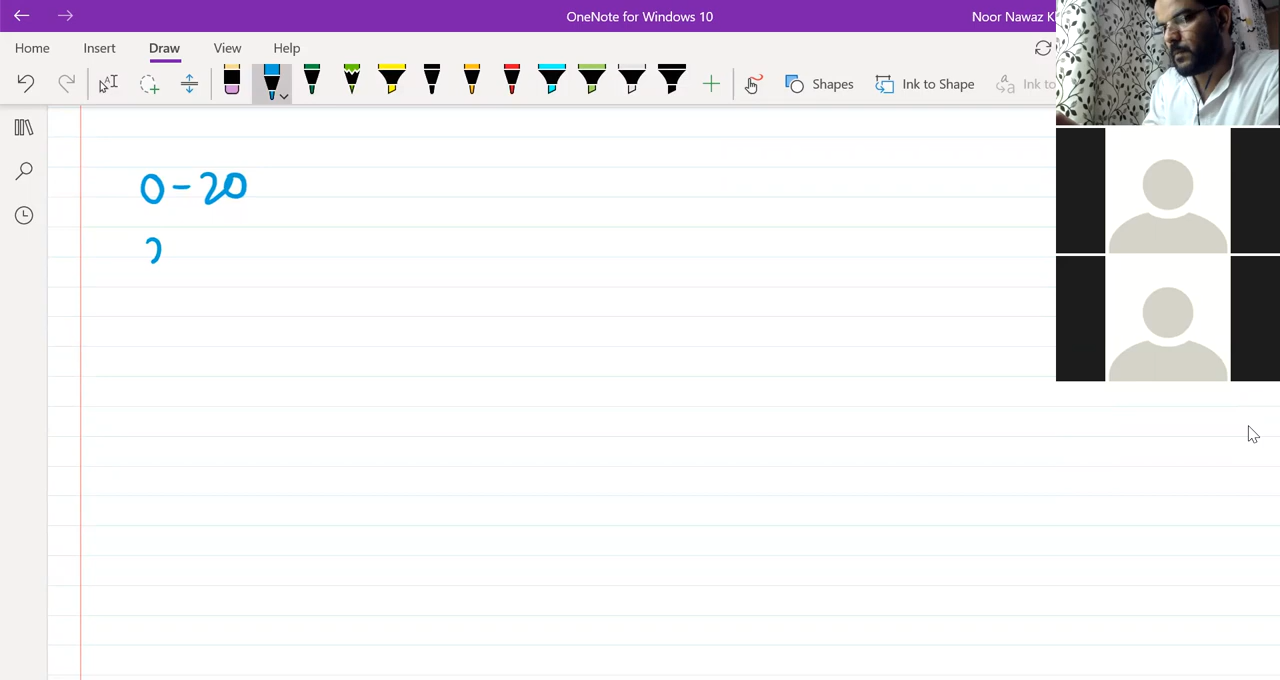 OneNote for Windows 10
Noor Nawaz K
Home Insert Draw View Help
Shapes Ink to Shape Ink to
0-20
2